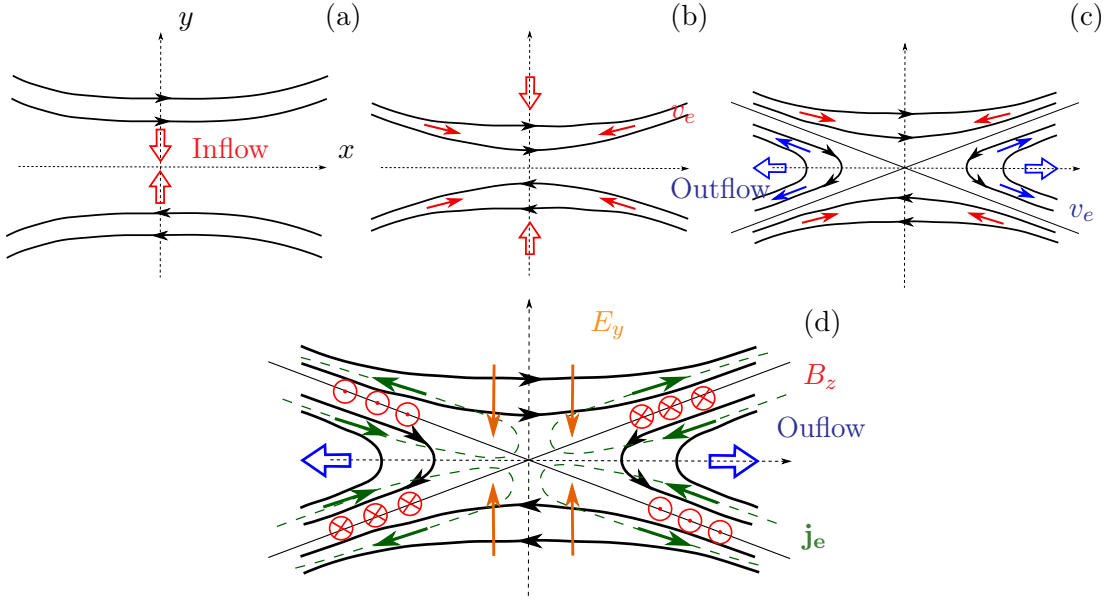 y
(a)
Inflow
x
(b)
v_e
Outflow
(c)
v_e
(d)
E_y
B_z
Ouflow
j_e